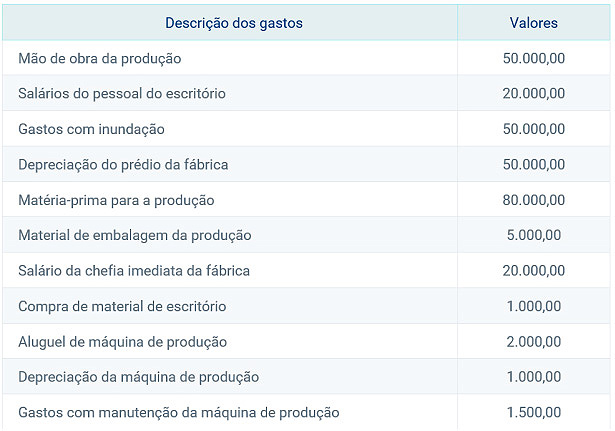 Descrição dos gastos Valores
Mão de obra da produção 50.000,00
Salários do pessoal do escritório 20.000,00
Gastos com inundação 50.000,00
Depreciação do prédio da fábrica 50.000,00
Matéria-prima para a produção 80.000,00
Material de embalagem da produção 5.000,00
Salário da chefia imediata da fábrica 20.000,00
Compra de material de escritório 1.000,00
Aluguel de máquina de produção 2.000,00
Depreciação da máquina de produção 1.000,00
Gastos com manutenção da máquina de produção 1.500,00